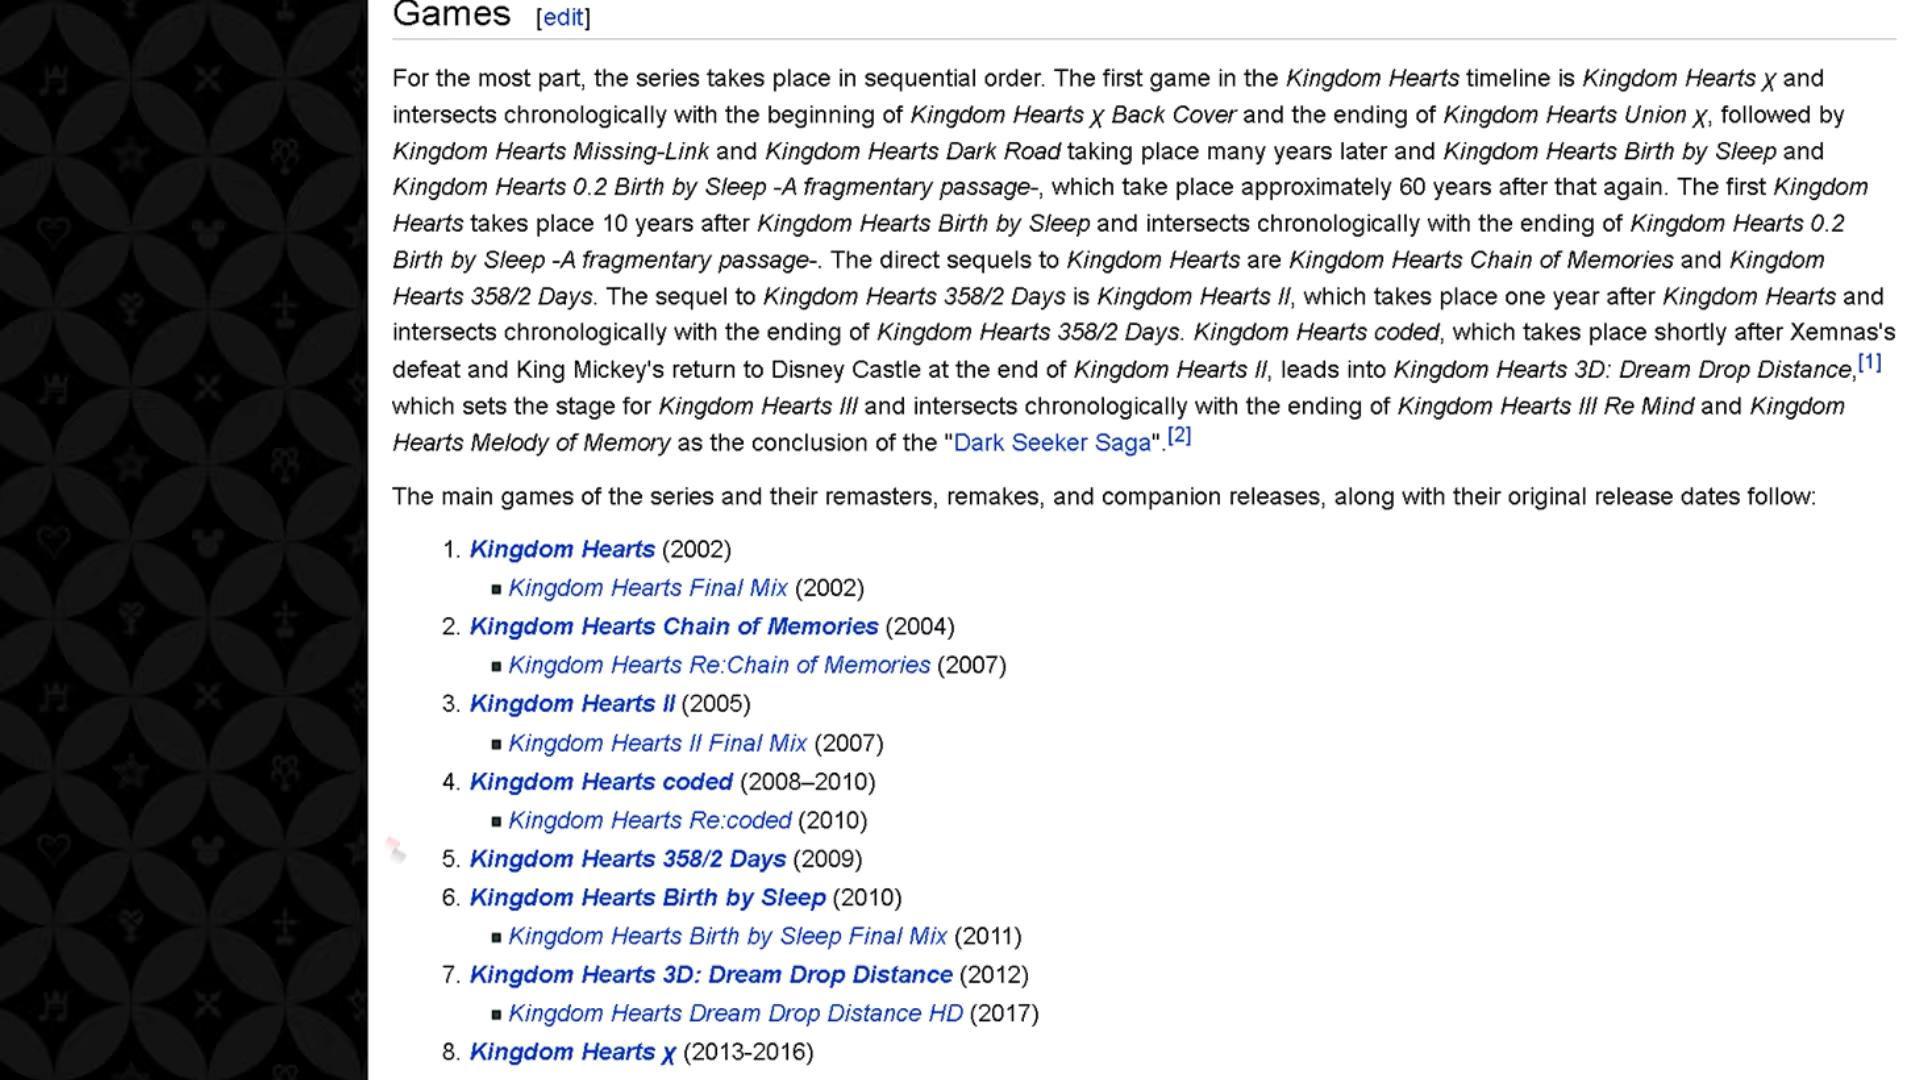 Games [edit]
For the most part, the series takes place in sequential order. The first game in the Kingdom Hearts timeline is Kingdom Hearts χ and
intersects chronologically with the beginning of Kingdom Hearts χ Back Cover and the ending of Kingdom Hearts Union χ, followed by
Kingdom Hearts Missing-Link and Kingdom Hearts Dark Road taking place many years later and Kingdom Hearts Birth by Sleep and
Kingdom Hearts 0.2 Birth by Sleep -A fragmentary passage-, which take place approximately 60 years after that again. The first Kingdom
Hearts takes place 10 years after Kingdom Hearts Birth by Sleep and intersects chronologically with the ending of Kingdom Hearts 0.2
Birth by Sleep -A fragmentary passage-. The direct sequels to Kingdom Hearts are Kingdom Hearts Chain of Memories and Kingdom
Hearts 358/2 Days. The sequel to Kingdom Hearts 358/2 Days is Kingdom Hearts II, which takes place one year after Kingdom Hearts and
intersects chronologically with the ending of Kingdom Hearts 358/2 Days. Kingdom Hearts coded, which takes place shortly after Xemnas's
defeat and King Mickey's return to Disney Castle at the end of Kingdom Hearts II, leads into Kingdom Hearts 3D: Dream Drop Distance,[1]
which sets the stage for Kingdom Hearts III and intersects chronologically with the ending of Kingdom Hearts III Re Mind and Kingdom
Hearts Melody of Memory as the conclusion of the "Dark Seeker Saga".[2]
The main games of the series and their remasters, remakes, and companion releases, along with their original release dates follow:
1. Kingdom Hearts (2002)
▪ Kingdom Hearts Final Mix (2002)
2. Kingdom Hearts Chain of Memories (2004)
▪ Kingdom Hearts Re:Chain of Memories (2007)
3. Kingdom Hearts II (2005)
▪ Kingdom Hearts II Final Mix (2007)
4. Kingdom Hearts coded (2008–2010)
▪ Kingdom Hearts Re:coded (2010)
5. Kingdom Hearts 358/2 Days (2009)
6. Kingdom Hearts Birth by Sleep (2010)
▪ Kingdom Hearts Birth by Sleep Final Mix (2011)
7. Kingdom Hearts 3D: Dream Drop Distance (2012)
▪ Kingdom Hearts Dream Drop Distance HD (2017)
8. Kingdom Hearts χ (2013-2016)